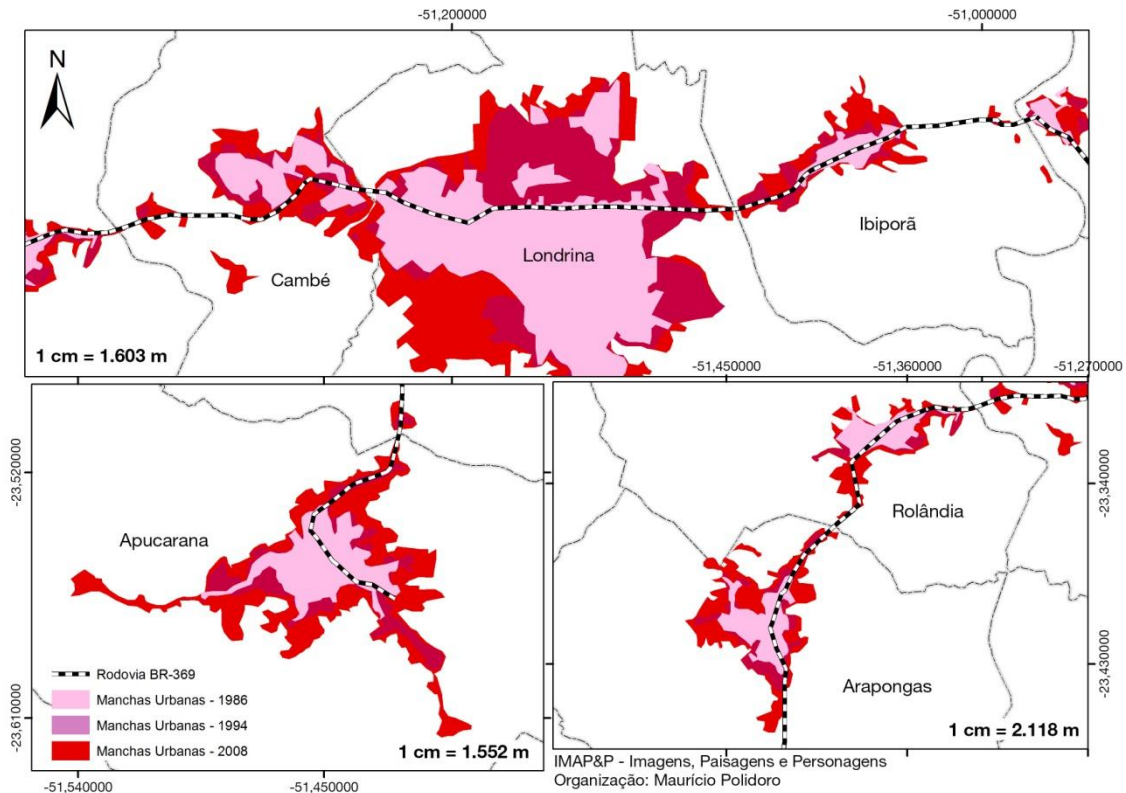 -51,200000
-51,000000
N
Ibiporã
Londrina
Cambé
1 cm = 1.603 m
-51,450000
-51,360000
-51,270000
-23,520000
Apucarana
Rodovia BR-369
Manchas Urbanas - 1986
Manchas Urbanas - 1994
Manchas Urbanas - 2008
-23,610000
1 cm = 1.552 m
-51,540000
-51,450000
-23,340000
Rolândia
-23,430000
Arapongas
1 cm = 2.118 m
IMAP&P - Imagens, Paisagens e Personagens
Organização: Maurício Polidoro